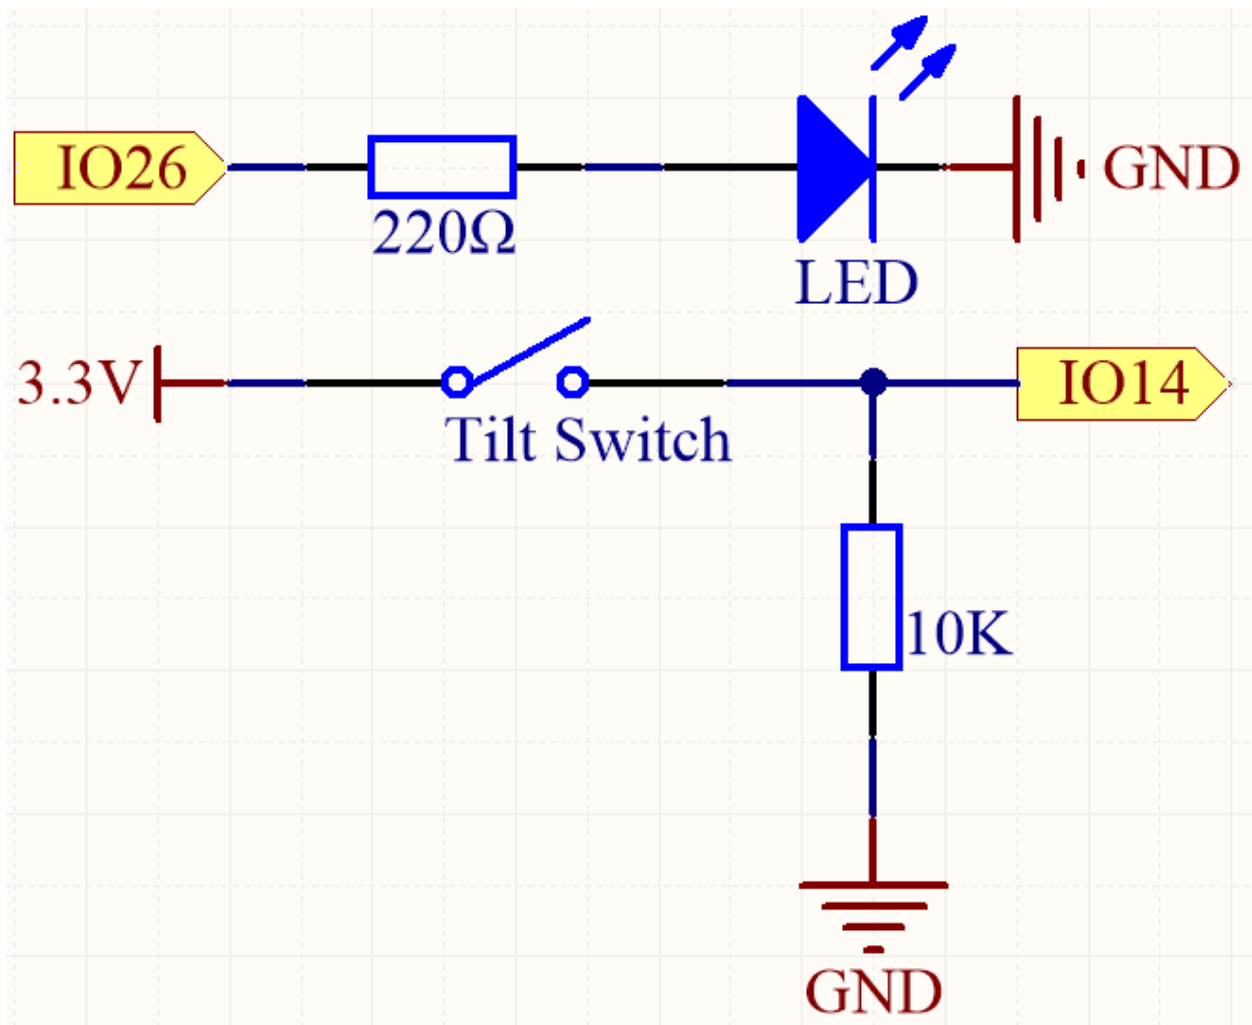 IO26
GND
220Ω
LED
3.3V
IO14
Tilt Switch
10K
GND